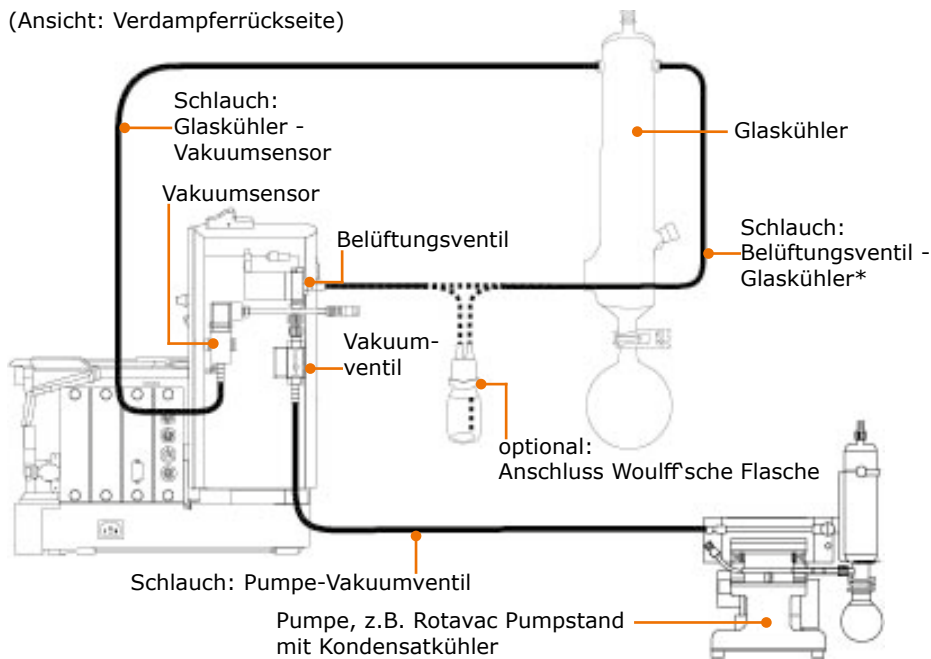 (Ansicht: Verdampferrückseite)
Schlauch:
Glaskühler -
Vakuumsensor
Glaskühler
Vakuumsensor
Belüftungsventil
Schlauch:
Belüftungsventil -
Glaskühler*
Vakuum-
ventil
optional:
Anschluss Woulff‘sche Flasche
Schlauch: Pumpe-Vakuumventil
Pumpe, z.B. Rotavac Pumpstand
mit Kondensatkühler